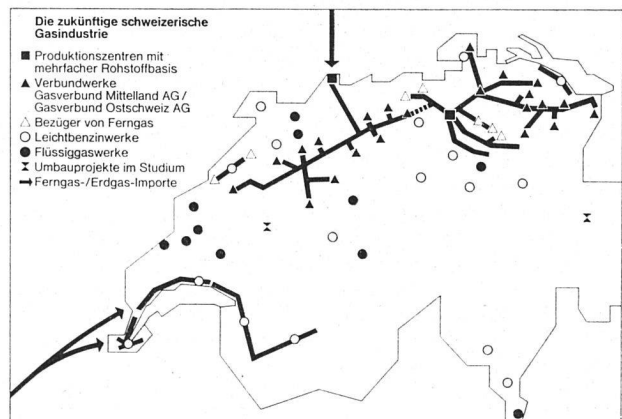 Die zukünftige schweizerische
Gasindustrie
Produktionszentren mit
mehrfacher Rohstoffbasis
Verbundwerke
Gasverbund Mittelland AG /
Gasverbund Ostschweiz AG
Bezüger von Ferngas
Leichtbenzinwerke
Flüssiggaswerke
Umbauprojekte im Studium
Ferngas-/Erdgas-Importe